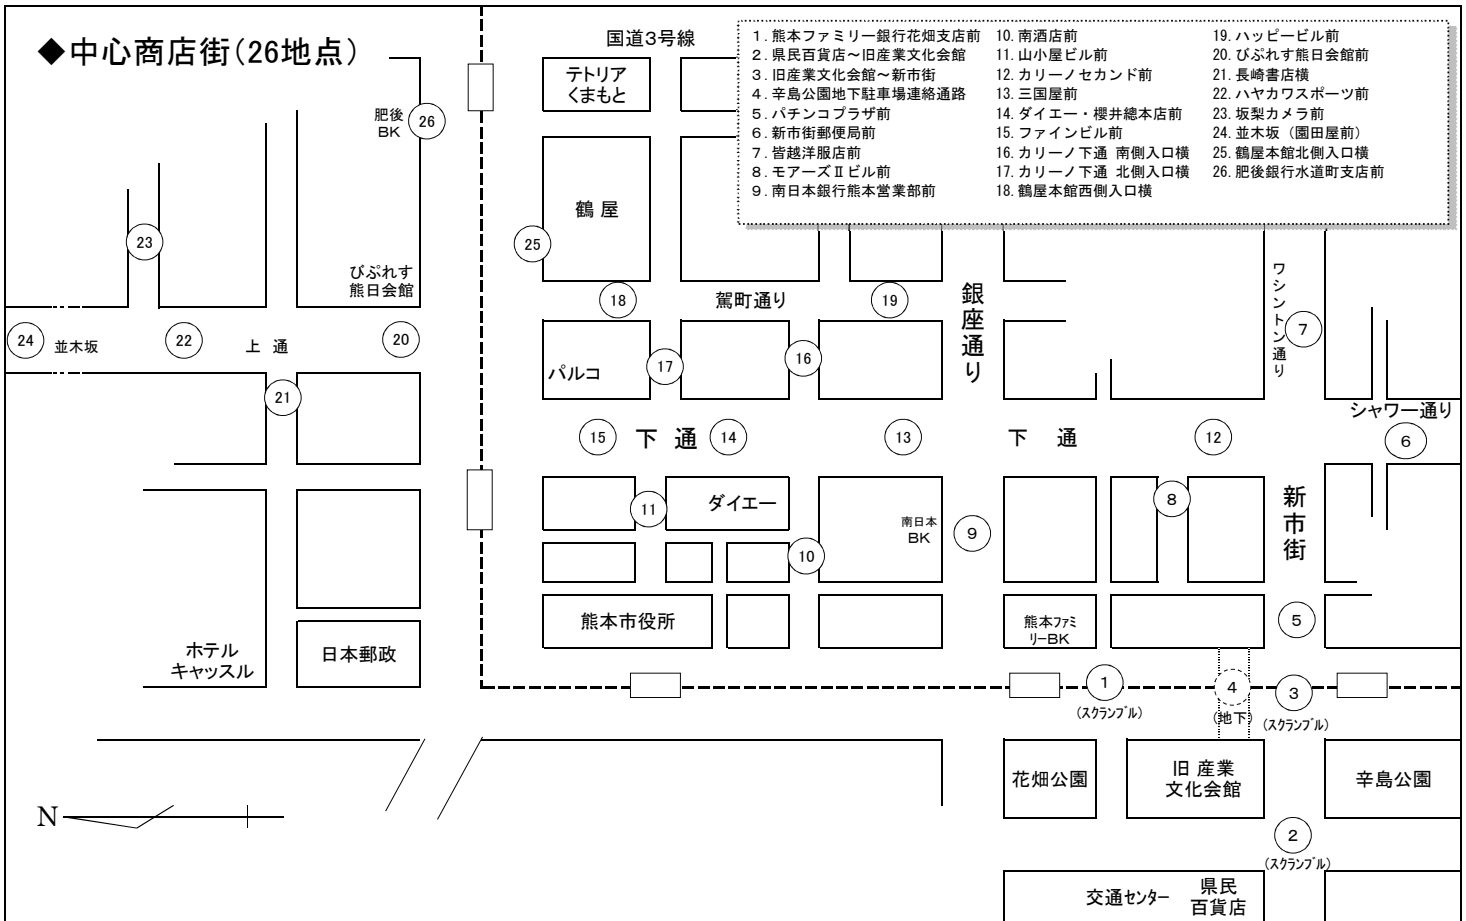 ◆中心商店街(26地点)
国道3号線
1. 熊本ファミリー銀行花畑支店前
2. 県民百貨店～旧産業文化会館
3. 旧産業文化会館～新市街
4. 辛島公園地下駐車場連絡通路
5. パチンコプラザ前
6. 新市街郵便局前
7. 皆越洋服店前
8. モアーズⅡビル前
9. 南日本銀行熊本営業部前
10. 南酒店前
11. 山小屋ビル前
12. カリーノセカンド前
13. 三国屋前
14. ダイエー・櫻井總本店前
15. ファインビル前
16. カリーノ下通 南側入口横
17. カリーノ下通 北側入口横
18. 鶴屋本館西側入口横
19. ハッピービル前
20. びぷれす熊日会館前
21. 長崎書店横
22. ハヤカワスポーツ前
23. 坂梨カメラ前
24. 並木坂（園田屋前）
25. 鶴屋本館北側入口横
26. 肥後銀行水道町支店前
テトリア
くまもと
肥後
BK
26
鶴屋
23
25
びぷれす
熊日会館
18
駕町通り
19
銀座通り
ワシントン通り
7
24
並木坂
22
上通
20
パルコ
17
16
21
シャワー通り
15
下通
14
13
下通
12
6
11
ダイエー
8
新市街
南日本
BK
9
10
熊本市役所
熊本ファミ
リーBK
5
ホテル
キャッスル
日本郵政
1
(スクランブル)
4
(地下)
3
(スクランブル)
花畑公園
旧産業
文化会館
辛島公園
N
2
(スクランブル)
交通センター
県民
百貨店